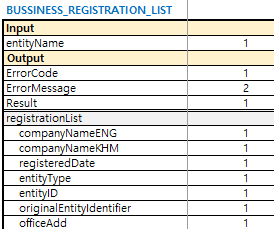 BUSSINESS_REGISTRATION_LIST
Input
entityName 1
Output
ErrorCode 1
ErrorMessage 2
Result 1
registrationList
companyNameENG 1
companyNameKHM 1
registeredDate 1
entityType 1
entityID 1
originalEntityIdentifier 1
officeAdd 1